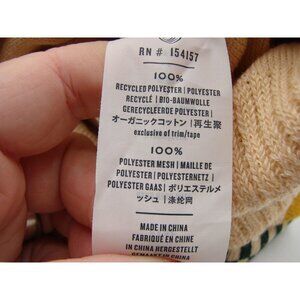 RN # 154157
100%
RECYCLED POLYESTER | POLYESTER
RECYCLÉ | BIO-BAUMWOLLE
GERECYCLEERDE POLYESTER |
オーガニックコットン | 再生聚
exclusive of trim/tape
100%
POLYESTER MESH | MAILLE DE
POLYESTER | POLYESTERNETZ |
POLYESTER GAAS | ポリエステルメ
ッシュ | 涤纶网
MADE IN CHINA
FABRIQUÉ EN CHINE
IN CHINA HERGESTELLT
GEMAAKT IN CHINA